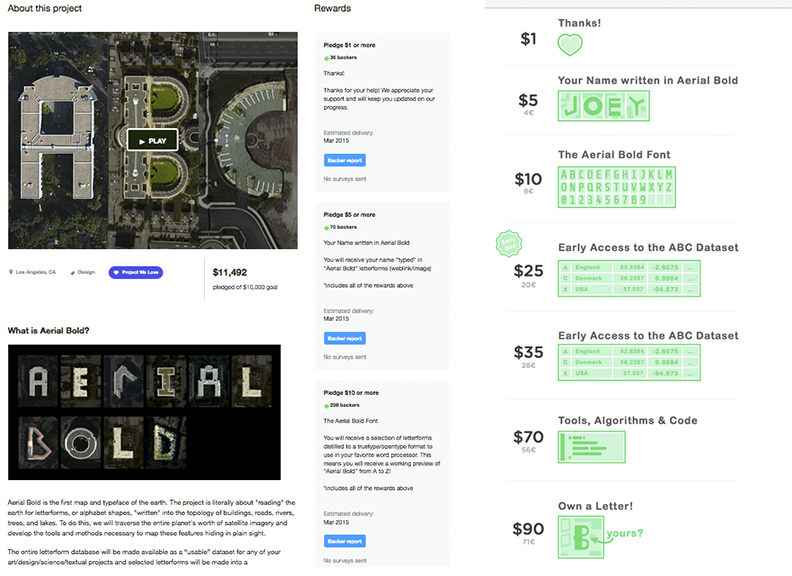 About this project
PLAY
Los Angeles, CA
Design
Project We Love
$11,492
pledged of $10,000 goal
What is Aerial Bold?
AERIAL
BOLD
Aerial Bold is the first map and typeface of the earth. The project is literally about "reading" the
earth for letterforms, or alphabet shapes, "written" into the topology of buildings, roads, rivers,
trees, and lakes. To do this, we will traverse the entire planet's worth of satellite imagery and
develop the tools and methods necessary to map these features hiding in plain sight.
The entire letterform database will be made available as a "usable" dataset for any of your
art/design/science/textual projects and selected letterforms will be made into a
Rewards
Pledge $1 or more
36 backers
Thanks!
Thanks for your help! We appreciate your
support and will keep you updated on our
progress.
Estimated delivery:
Mar 2015
Backer report
No surveys sent
Pledge $5 or more
70 backers
Your Name written in Aerial Bold
You will receive your name "typed" in
"Aerial Bold" letterforms (weblink/image)
*includes all of the rewards above
Estimated delivery:
Mar 2015
Backer report
No surveys sent
Pledge $10 or more
298 backers
The Aerial Bold Font
You will receive a selection of letterforms
distilled to a truetype/opentype format to
use in your favorite word processor. This
means you will receive a working preview of
"Aerial Bold" from A to Z!
*includes all of the rewards above
Estimated delivery:
Mar 2015
Backer report
No surveys sent
$1
Thanks!
$5
4€
Your Name written in Aerial Bold
JOEY
$10
8€
The Aerial Bold Font
ABCDEFGHIJKLM
ONPQRSTUVWXYZ
0123456789
Early
Bird
$25
20€
Early Access to the ABC Dataset
A England 52.8384 -2.6075 ...
C Denmark 56.2267 9.8984 ...
X USA 37.037 -94.673 ...
$35
28€
Early Access to the ABC Dataset
A England 52.8384 -2.6075 ...
C Denmark 56.2267 9.8984 ...
X USA 37.037 -94.673 ...
$70
56€
Tools, Algorithms & Code
$90
71€
Own a Letter!
B
yours?